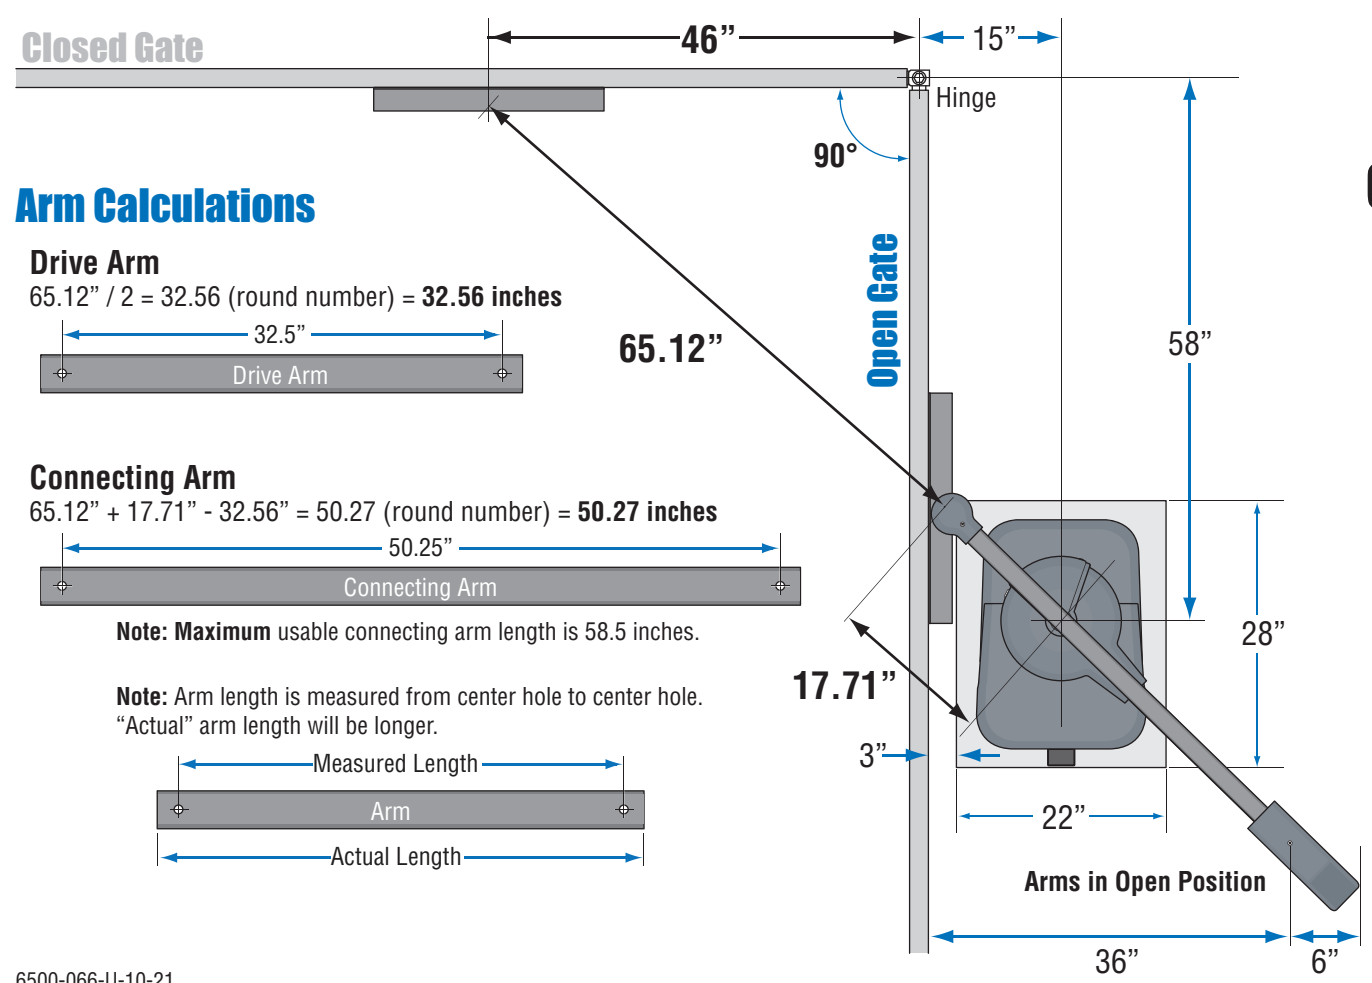 Closed Gate
46”
15”
Hinge
90°
Arm Calculations
Drive Arm
65.12” / 2 = 32.56 (round number) = 32.56 inches
32.5”
Drive Arm
Open Gate
65.12”
58”
Connecting Arm
65.12” + 17.71” - 32.56” = 50.27 (round number) = 50.27 inches
50.25”
Connecting Arm
Note: Maximum usable connecting arm length is 58.5 inches.
28”
17.71”
Note: Arm length is measured from center hole to center hole.
“Actual” arm length will be longer.
3”
Measured Length
Arm
22”
Actual Length
Arms in Open Position
36”
6”
6500-066-U-10-21